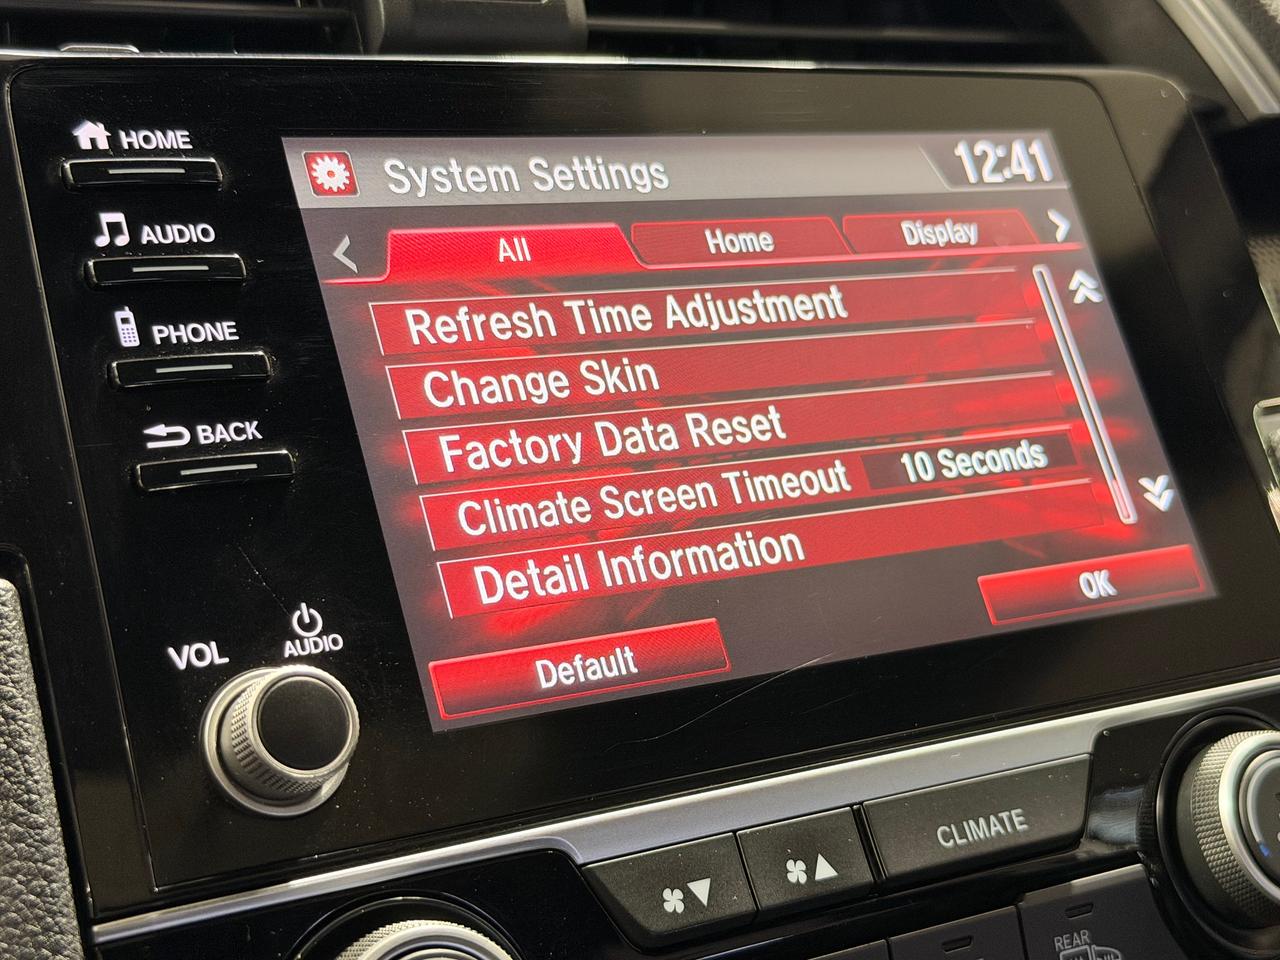 HOME
AUDIO
PHONE
BACK
VOL
AUDIO
System Settings
12:41
All
Home
Display
Refresh Time Adjustment
Change Skin
Factory Data Reset
Climate Screen Timeout
10 Seconds
Detail Information
OK
Default
CLIMATE
REAR